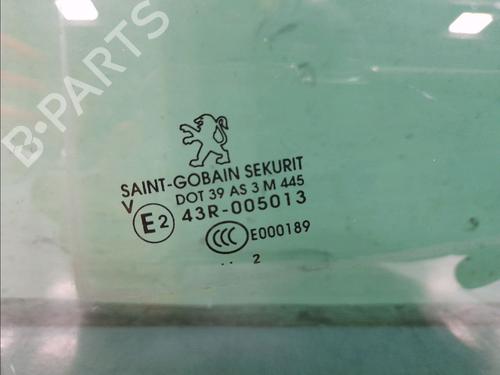 B-PARTS
SAINT-GOBAIN SEKURIT
DOT 39 AS 3 M 445
V E2 43R-005013
CCC E000189
.. 2